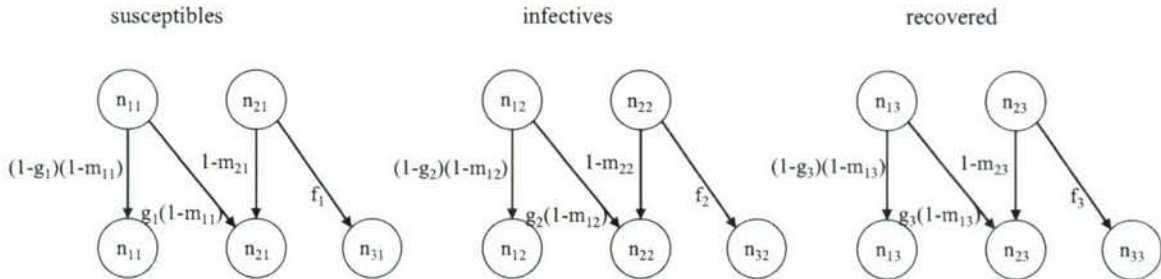 susceptibles infectives recovered
n11 n21 n12 n22 n13 n23
(1-g1)(1-m11) 1-m21 f1 (1-g2)(1-m12) 1-m22 f2 (1-g3)(1-m13) 1-m23 f3
g1(1-m11) g2(1-m12) g3(1-m13)
n11 n21 n31 n12 n22 n32 n13 n23 n33